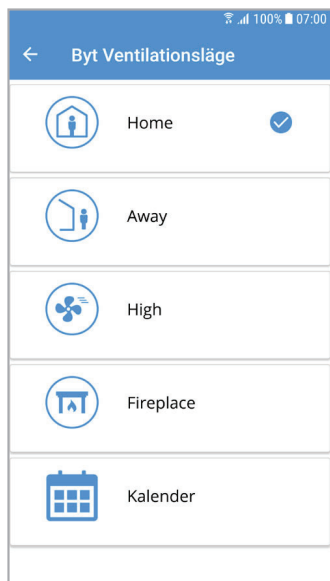 100% 07:00
Byt Ventilationsläge
Home
Away
High
Fireplace
Kalender